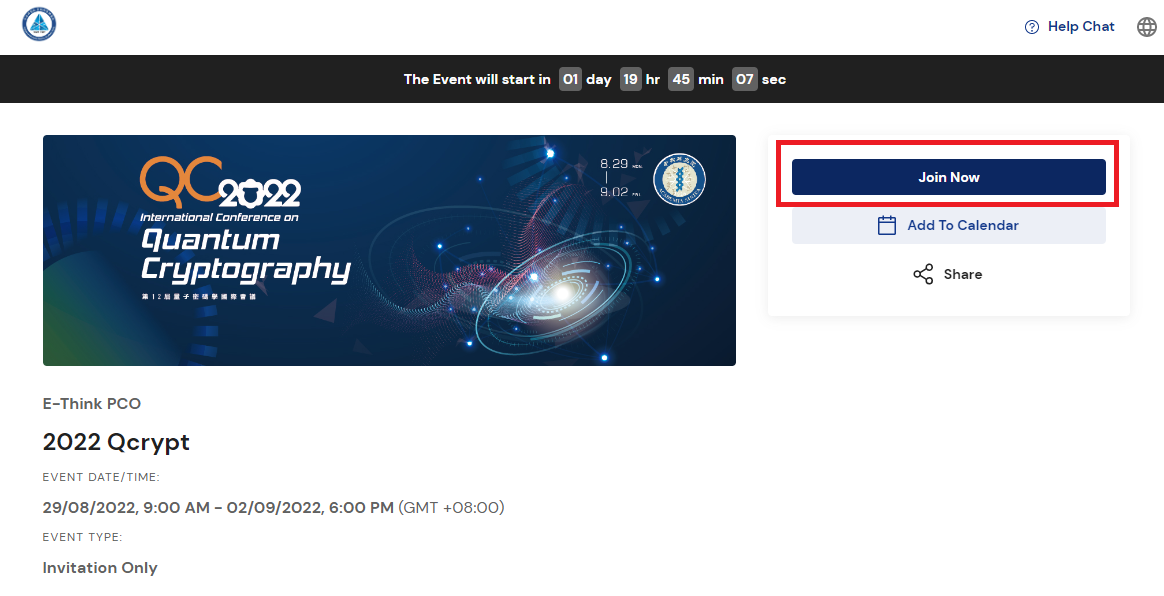 Help Chat
The Event will start in 01 day 19 hr 45 min 07 sec
QC2022
International Conference on
Quantum
Cryptography
第12屆量子密碼學國際會議
8.29 MON.
9.02 FRI.
ACADEMIA SINICA
Join Now
Add To Calendar
Share
E-Think PCO
2022 Qcrypt
EVENT DATE/TIME:
29/08/2022, 9:00 AM - 02/09/2022, 6:00 PM (GMT +08:00)
EVENT TYPE:
Invitation Only